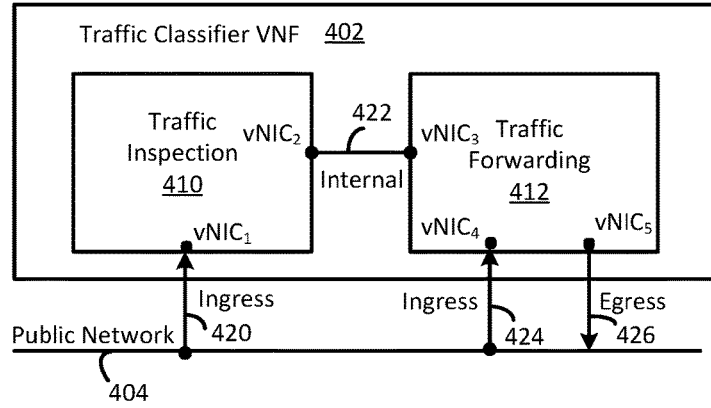 Traffic Classifier VNF 402
Traffic
Inspection
410
vNIC2
vNIC1
422
Internal
vNIC3
Traffic
Forwarding
412
vNIC4
vNIC5
Ingress
420
Ingress
424
Egress
426
Public Network
404